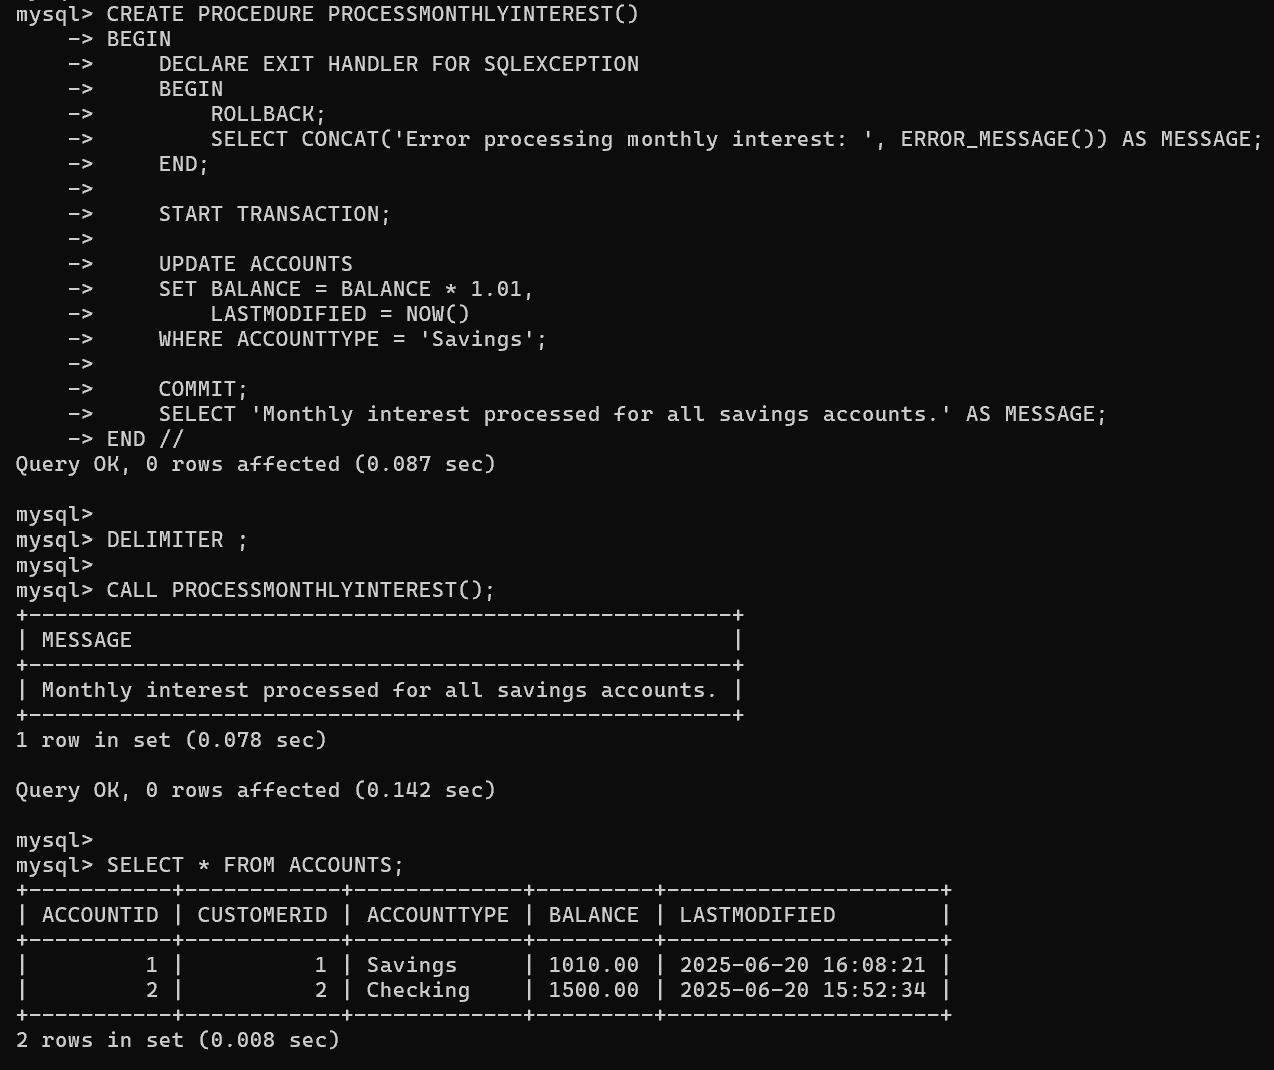 mysql> CREATE PROCEDURE PROCESSMONTHLYINTEREST()
    -> BEGIN
    ->     DECLARE EXIT HANDLER FOR SQLEXCEPTION
    ->     BEGIN
    ->         ROLLBACK;
    ->         SELECT CONCAT('Error processing monthly interest: ', ERROR_MESSAGE()) AS MESSAGE;
    ->     END;
    ->
    ->     START TRANSACTION;
    ->
    ->     UPDATE ACCOUNTS
    ->     SET BALANCE = BALANCE * 1.01,
    ->         LASTMODIFIED = NOW()
    ->     WHERE ACCOUNTTYPE = 'Savings';
    ->
    ->     COMMIT;
    ->     SELECT 'Monthly interest processed for all savings accounts.' AS MESSAGE;
    -> END //
Query OK, 0 rows affected (0.087 sec)

mysql>
mysql> DELIMITER ;
mysql>
mysql> CALL PROCESSMONTHLYINTEREST();
+------------------------------------------------------+
| MESSAGE                                              |
+------------------------------------------------------+
| Monthly interest processed for all savings accounts. |
+------------------------------------------------------+
1 row in set (0.078 sec)

Query OK, 0 rows affected (0.142 sec)

mysql>
mysql> SELECT * FROM ACCOUNTS;
+-----------+------------+-------------+---------+---------------------+
| ACCOUNTID | CUSTOMERID | ACCOUNTTYPE | BALANCE | LASTMODIFIED        |
+-----------+------------+-------------+---------+---------------------+
|         1 |          1 | Savings     | 1010.00 | 2025-06-20 16:08:21 |
|         2 |          2 | Checking    | 1500.00 | 2025-06-20 15:52:34 |
+-----------+------------+-------------+---------+---------------------+
2 rows in set (0.008 sec)